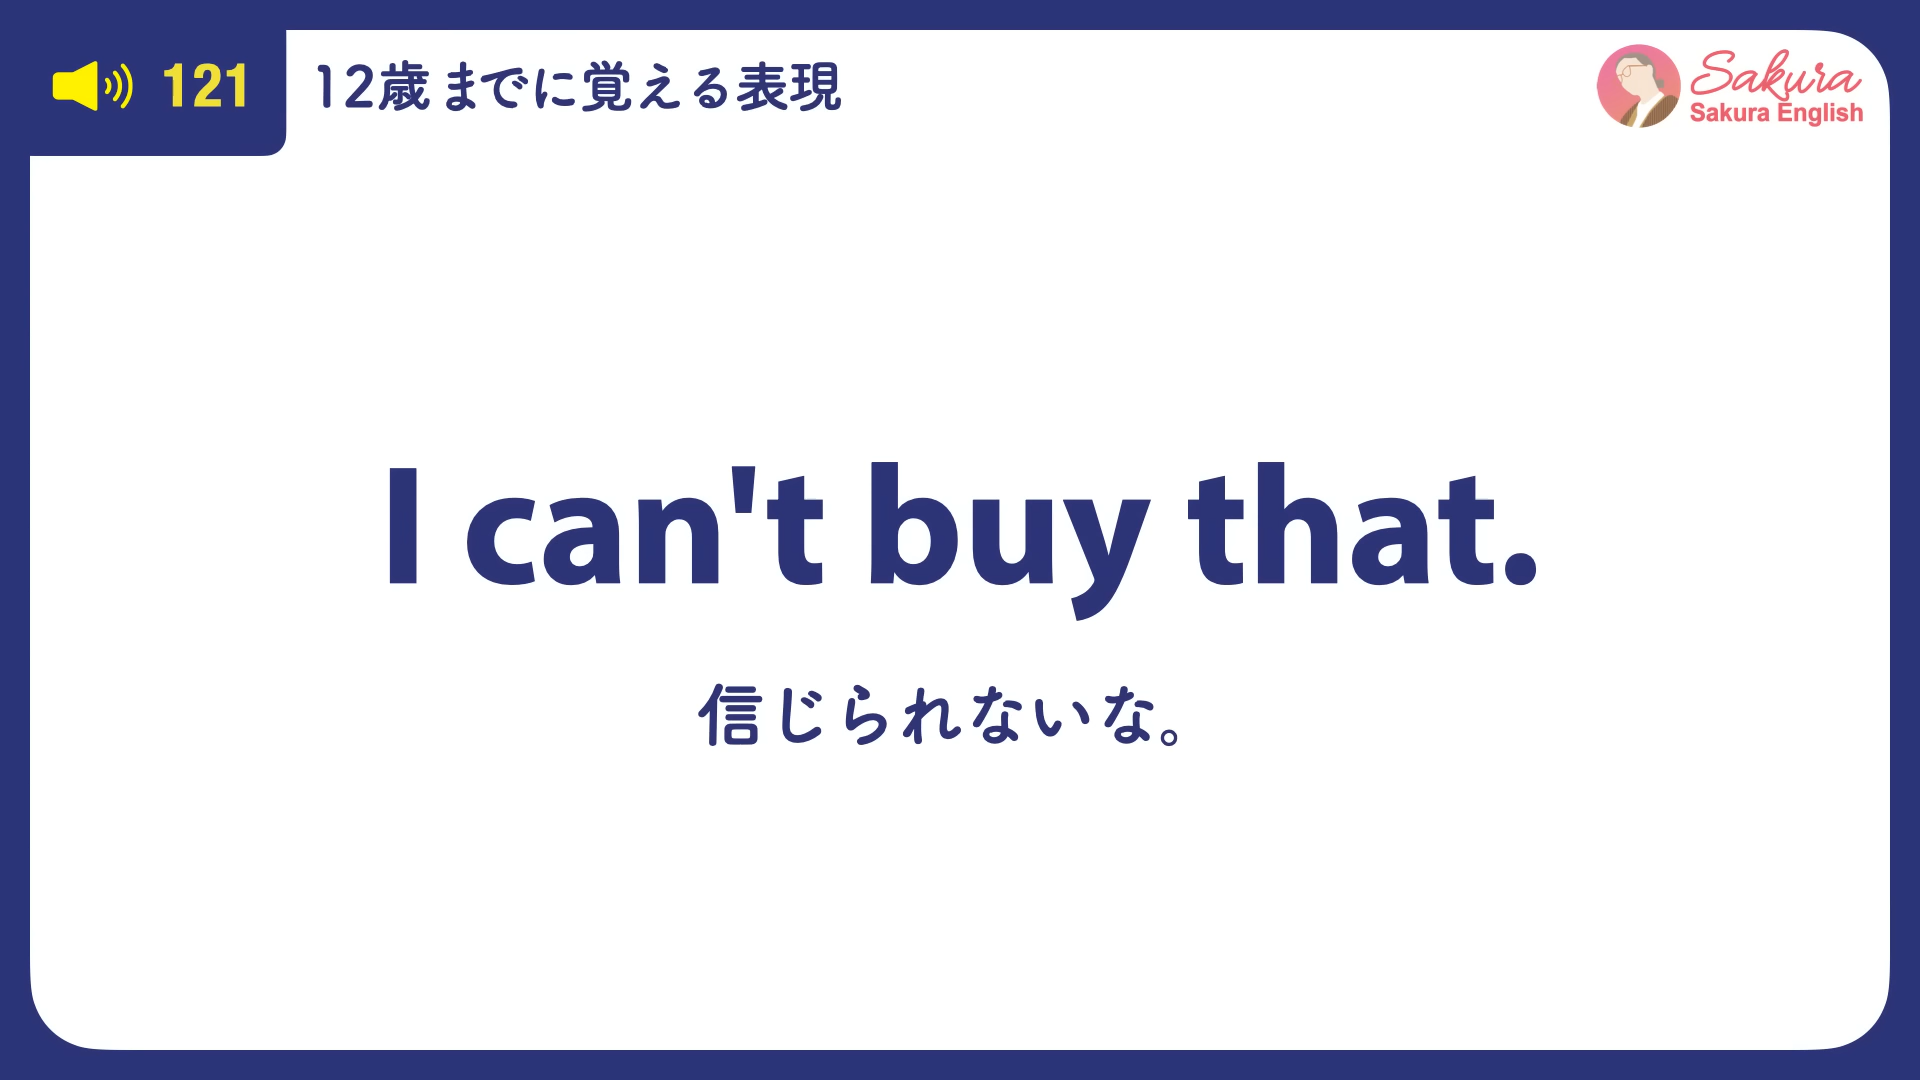 121
12歳までに覚える表現
Sakura
Sakura English
I can't buy that.
信じられないな。